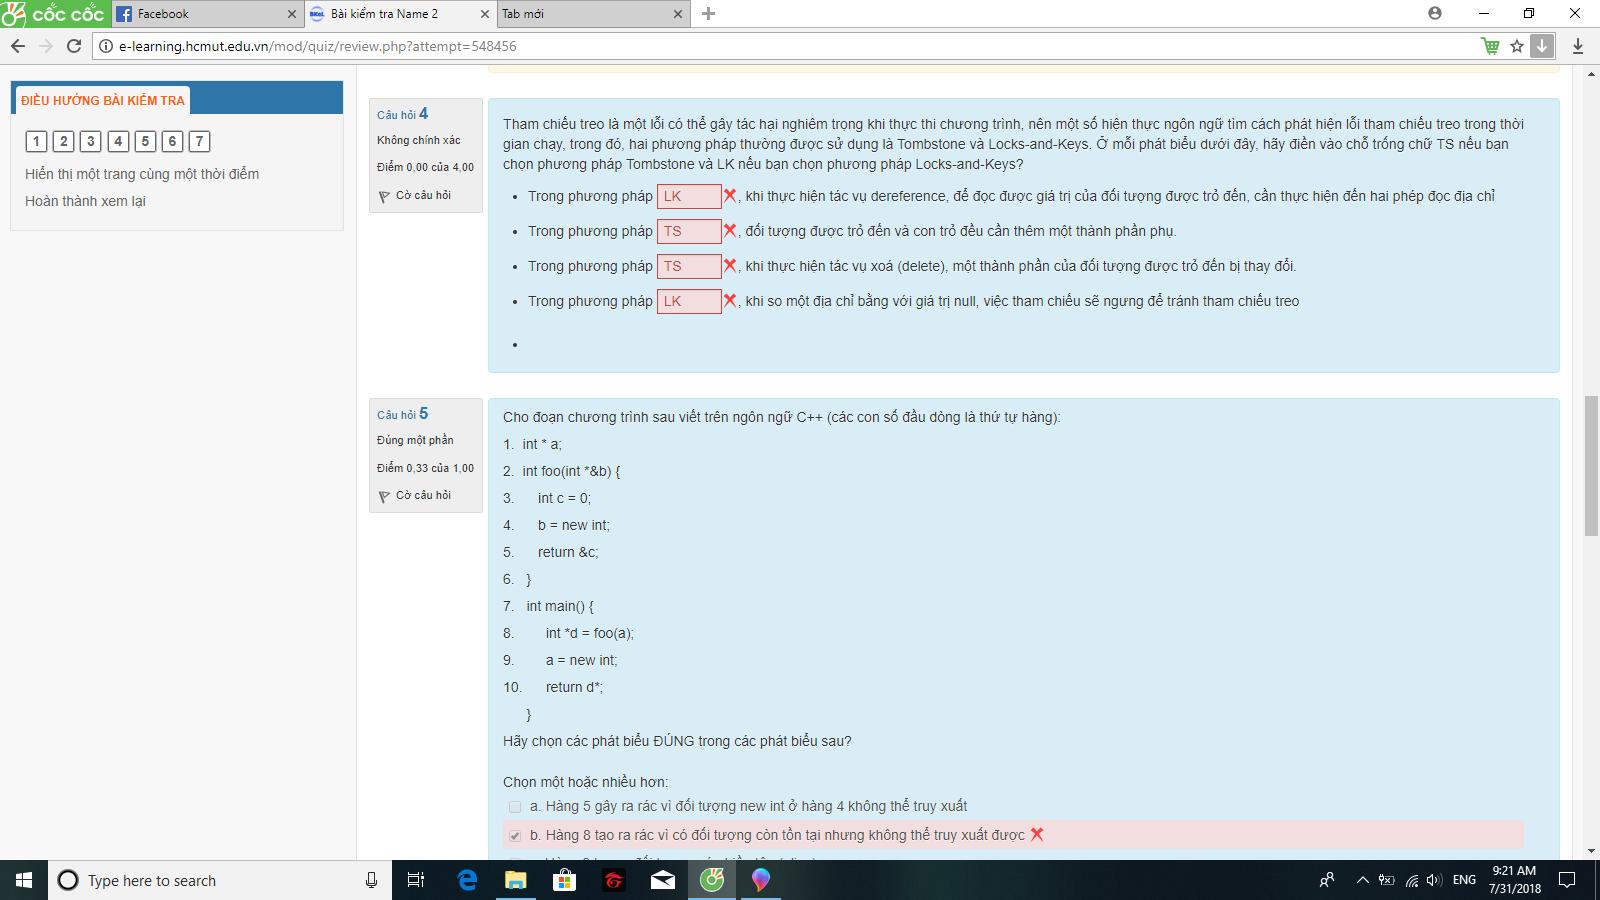 cốc cốc
Facebook
BKeL
Bài kiểm tra Name 2
Tab mới
e-learning.hcmut.edu.vn/mod/quiz/review.php?attempt=548456
ĐIỀU HƯỚNG BÀI KIỂM TRA
1 2 3 4 5 6 7
Hiển thị một trang cùng một thời điểm
Hoàn thành xem lại
Câu hỏi 4
Không chính xác
Điểm 0,00 của 4,00
Cờ câu hỏi
Tham chiếu treo là một lỗi có thể gây tác hại nghiêm trọng khi thực thi chương trình, nên một số hiện thực ngôn ngữ tìm cách phát hiện lỗi tham chiếu treo trong thời
gian chạy, trong đó, hai phương pháp thường được sử dụng là Tombstone và Locks-and-Keys. Ở mỗi phát biểu dưới đây, hãy điền vào chỗ trống chữ TS nếu bạn
chọn phương pháp Tombstone và LK nếu bạn chọn phương pháp Locks-and-Keys?
• Trong phương pháp LK , khi thực hiện tác vụ dereference, để đọc được giá trị của đối tượng được trỏ đến, cần thực hiện đến hai phép đọc địa chỉ
• Trong phương pháp TS , đối tượng được trỏ đến và con trỏ đều cần thêm một thành phần phụ.
• Trong phương pháp TS , khi thực hiện tác vụ xoá (delete), một thành phần của đối tượng được trỏ đến bị thay đổi.
• Trong phương pháp LK , khi so một địa chỉ bằng với giá trị null, việc tham chiếu sẽ ngưng để tránh tham chiếu treo
•
Câu hỏi 5
Đúng một phần
Điểm 0,33 của 1,00
Cờ câu hỏi
Cho đoạn chương trình sau viết trên ngôn ngữ C++ (các con số đầu dòng là thứ tự hàng):
1. int * a;
2. int foo(int *&b) {
3. int c = 0;
4. b = new int;
5. return &c;
6. }
7. int main() {
8. int *d = foo(a);
9. a = new int;
10. return d*;
}
Hãy chọn các phát biểu ĐÚNG trong các phát biểu sau?
Chọn một hoặc nhiều hơn:
a. Hàng 5 gây ra rác vì đối tượng new int ở hàng 4 không thể truy xuất
b. Hàng 8 tạo ra rác vì có đối tượng còn tồn tại nhưng không thể truy xuất được
Type here to search
ENG
9:21 AM
7/31/2018